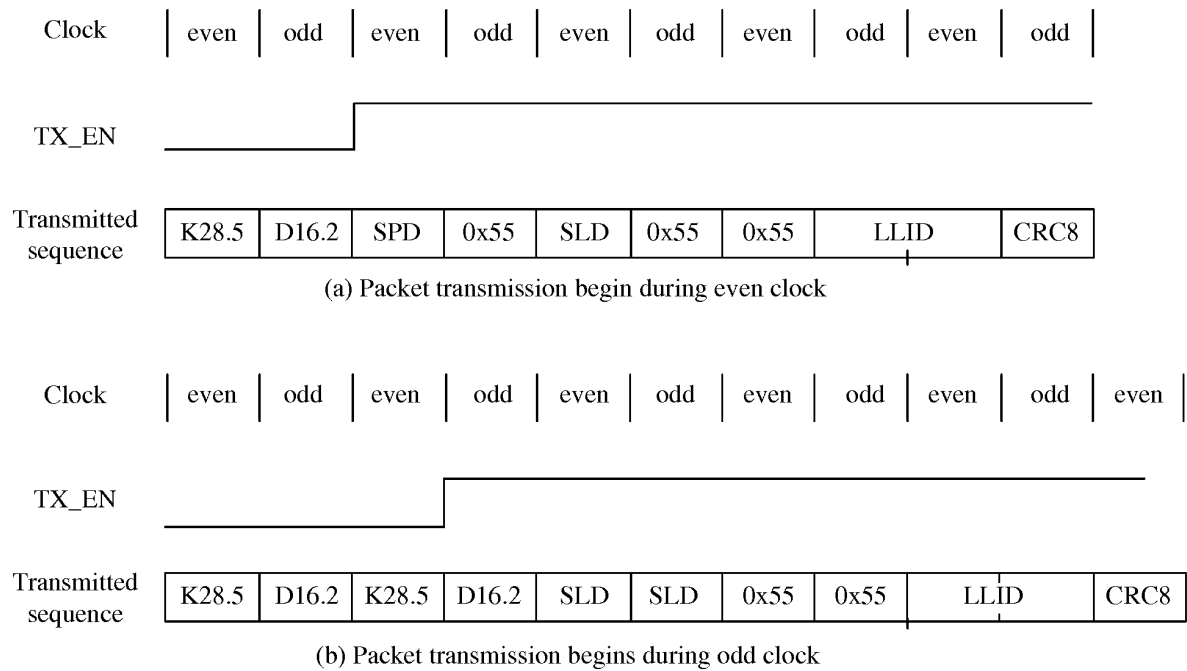 Clock even odd even odd even odd even odd even odd
TX_EN
Transmitted
sequence K28.5 D16.2 SPD 0x55 SLD 0x55 0x55 LLID CRC8
(a) Packet transmission begin during even clock
Clock even odd even odd even odd even odd even odd even
TX_EN
Transmitted
sequence K28.5 D16.2 K28.5 D16.2 SLD SLD 0x55 0x55 LLID CRC8
(b) Packet transmission begins during odd clock